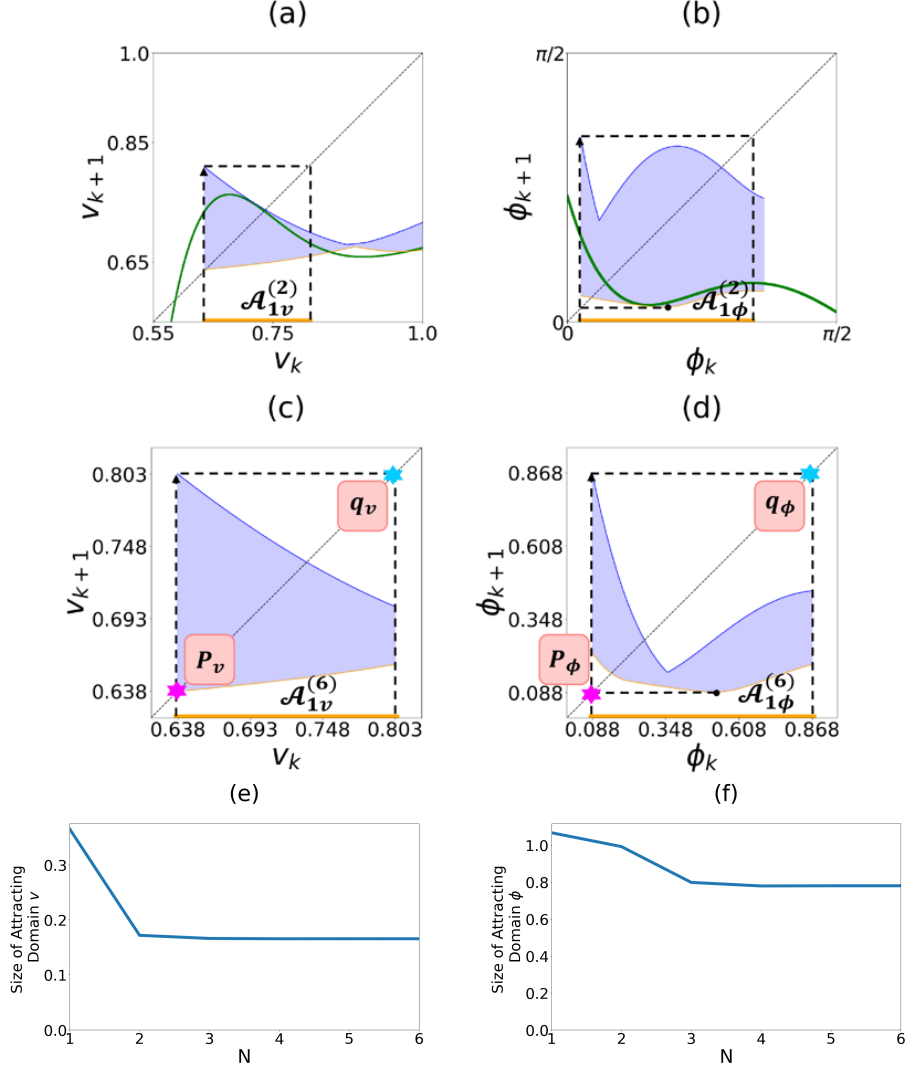 (a) (b)
1.0 π/2
0.85
v_{k+1} ϕ_{k+1}
0.65
𝒜_{1v}^{(2)} 𝒜_{1ϕ}^{(2)}
0
0.55 0.75 1.0 0 π/2
v_k ϕ_k
(c) (d)
0.803 0.868
q_v q_ϕ
0.748 0.608
v_{k+1} ϕ_{k+1}
0.693 0.348
P_v P_ϕ
0.638 0.088
𝒜_{1v}^{(6)} 𝒜_{1ϕ}^{(6)}
0.638 0.693 0.748 0.803 0.088 0.348 0.608 0.868
v_k ϕ_k
(e) (f)
Size of Attracting
Domain v
0.3
0.2
0.1
0.0
1 2 3 4 5 6
N
Size of Attracting
Domain ϕ
1.0
0.8
0.6
0.4
0.2
0.0
1 2 3 4 5 6
N